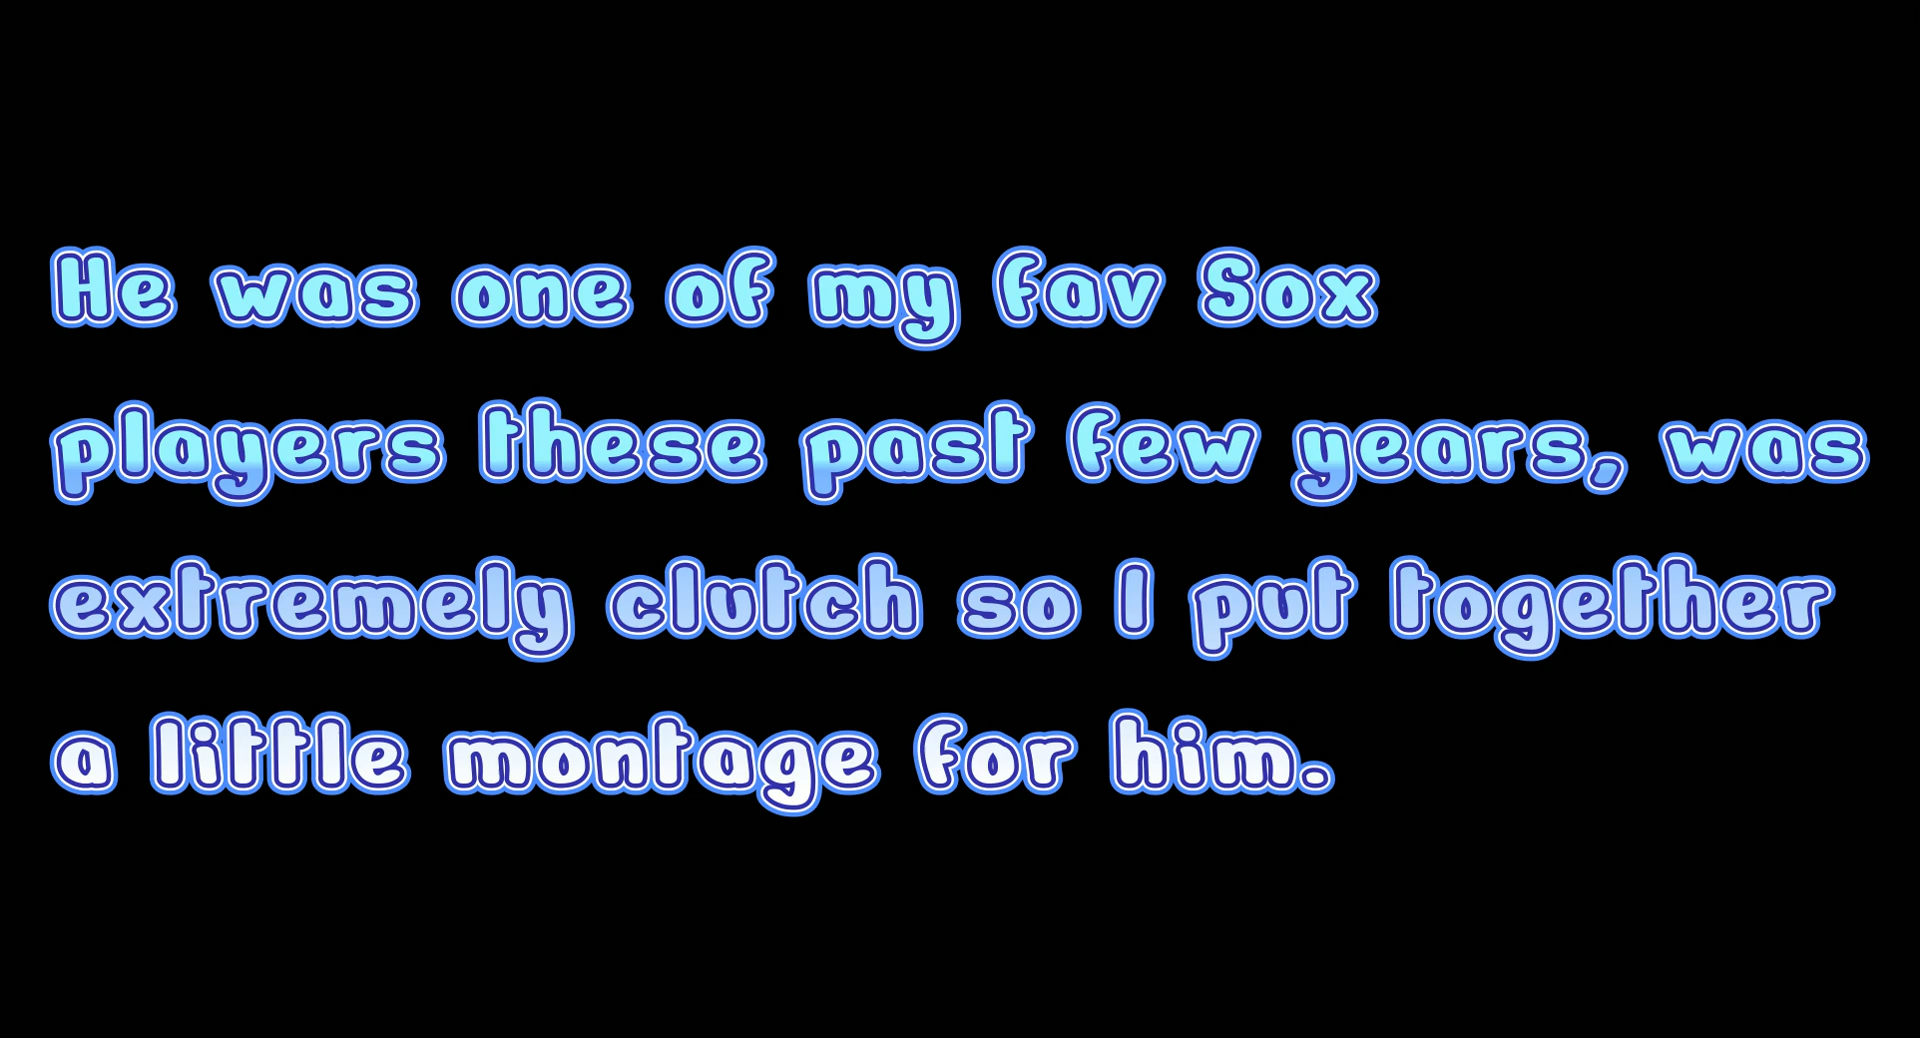 He was one of my fav Sox
players these past few years, was
extremely clutch so I put together
a little montage for him.